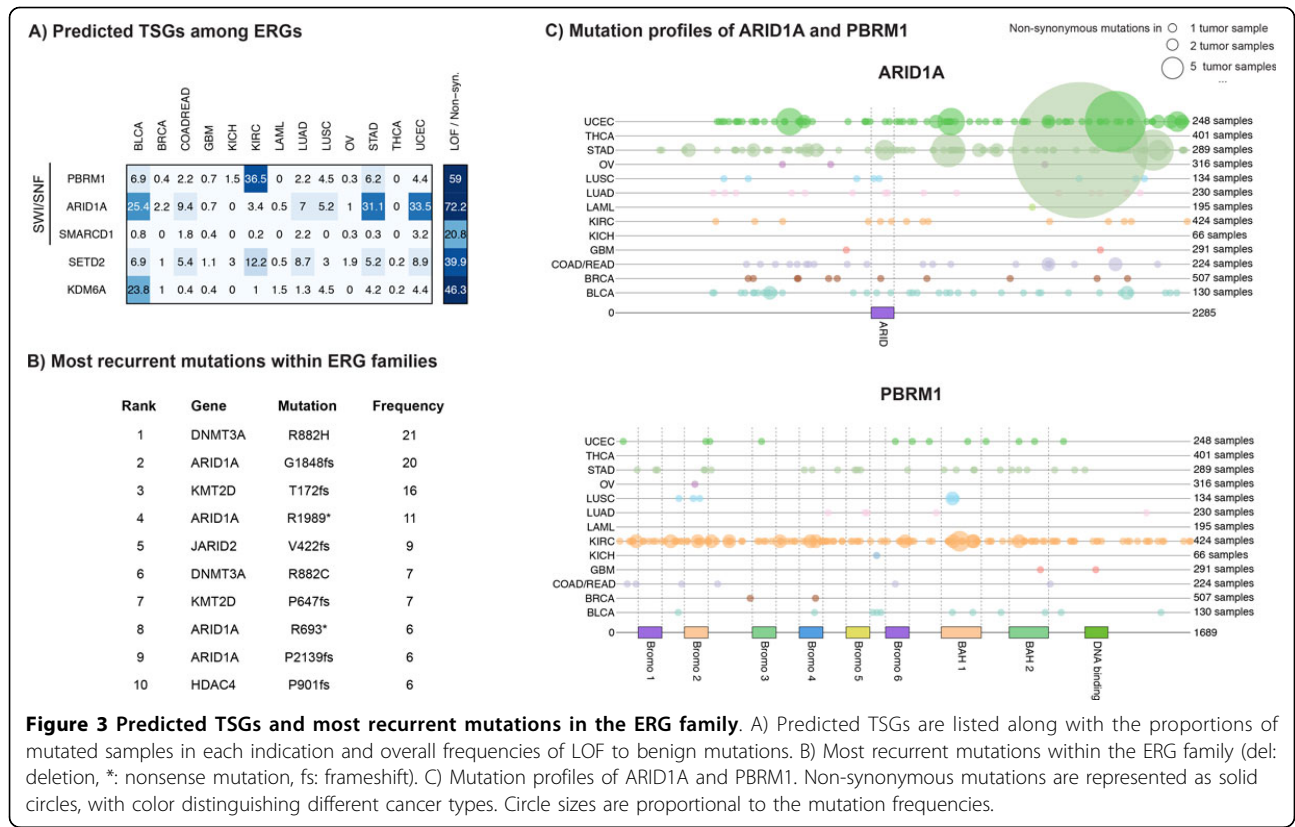 A) Predicted TSGs among ERGs
BLCA BRCA COADREAD GBM KICH KIRC LAML LUAD LUSC OV STAD THCA UCEC LOF / Non-syn.
SWI/SNF
PBRM1 6.9 0.4 2.2 0.7 1.5 36.5 0 2.2 4.5 0.3 6.2 0 4.4 59
ARID1A 25.4 2.2 9.4 0.7 0 3.4 0.5 7 5.2 1 31.1 0 33.5 72.2
SMARCD1 0.8 0 1.8 0.4 0 0.2 0 2.2 0 0.3 0.3 0 3.2 20.8
SETD2 6.9 1 5.4 1.1 3 12.2 0.5 8.7 3 1.9 5.2 0.2 8.9 39.9
KDM6A 23.8 1 0.4 0.4 0 1 1.5 1.3 4.5 0 4.2 0.2 4.4 46.3
B) Most recurrent mutations within ERG families
Rank Gene Mutation Frequency
1 DNMT3A R882H 21
2 ARID1A G1848fs 20
3 KMT2D T172fs 16
4 ARID1A R1989* 11
5 JARID2 V422fs 9
6 DNMT3A R882C 7
7 KMT2D P647fs 7
8 ARID1A R693* 6
9 ARID1A P2139fs 6
10 HDAC4 P901fs 6
C) Mutation profiles of ARID1A and PBRM1
Non-synonymous mutations in 1 tumor sample
2 tumor samples
5 tumor samples
...
ARID1A
UCEC 248 samples
THCA 401 samples
STAD 289 samples
OV 316 samples
LUSC 134 samples
LUAD 230 samples
LAML 195 samples
KIRC 424 samples
KICH 66 samples
GBM 291 samples
COAD/READ 224 samples
BRCA 507 samples
BLCA 130 samples
0 2285
ARID
PBRM1
UCEC 248 samples
THCA 401 samples
STAD 289 samples
OV 316 samples
LUSC 134 samples
LUAD 230 samples
LAML 195 samples
KIRC 424 samples
KICH 66 samples
GBM 291 samples
COAD/READ 224 samples
BRCA 507 samples
BLCA 130 samples
0 1689
Bromo 1 Bromo 2 Bromo 3 Bromo 4 Bromo 5 Bromo 6 BAH 1 BAH 2 DNA binding
Figure 3 Predicted TSGs and most recurrent mutations in the ERG family. A) Predicted TSGs are listed along with the proportions of
mutated samples in each indication and overall frequencies of LOF to benign mutations. B) Most recurrent mutations within the ERG family (del:
deletion, *: nonsense mutation, fs: frameshift). C) Mutation profiles of ARID1A and PBRM1. Non-synonymous mutations are represented as solid
circles, with color distinguishing different cancer types. Circle sizes are proportional to the mutation frequencies.